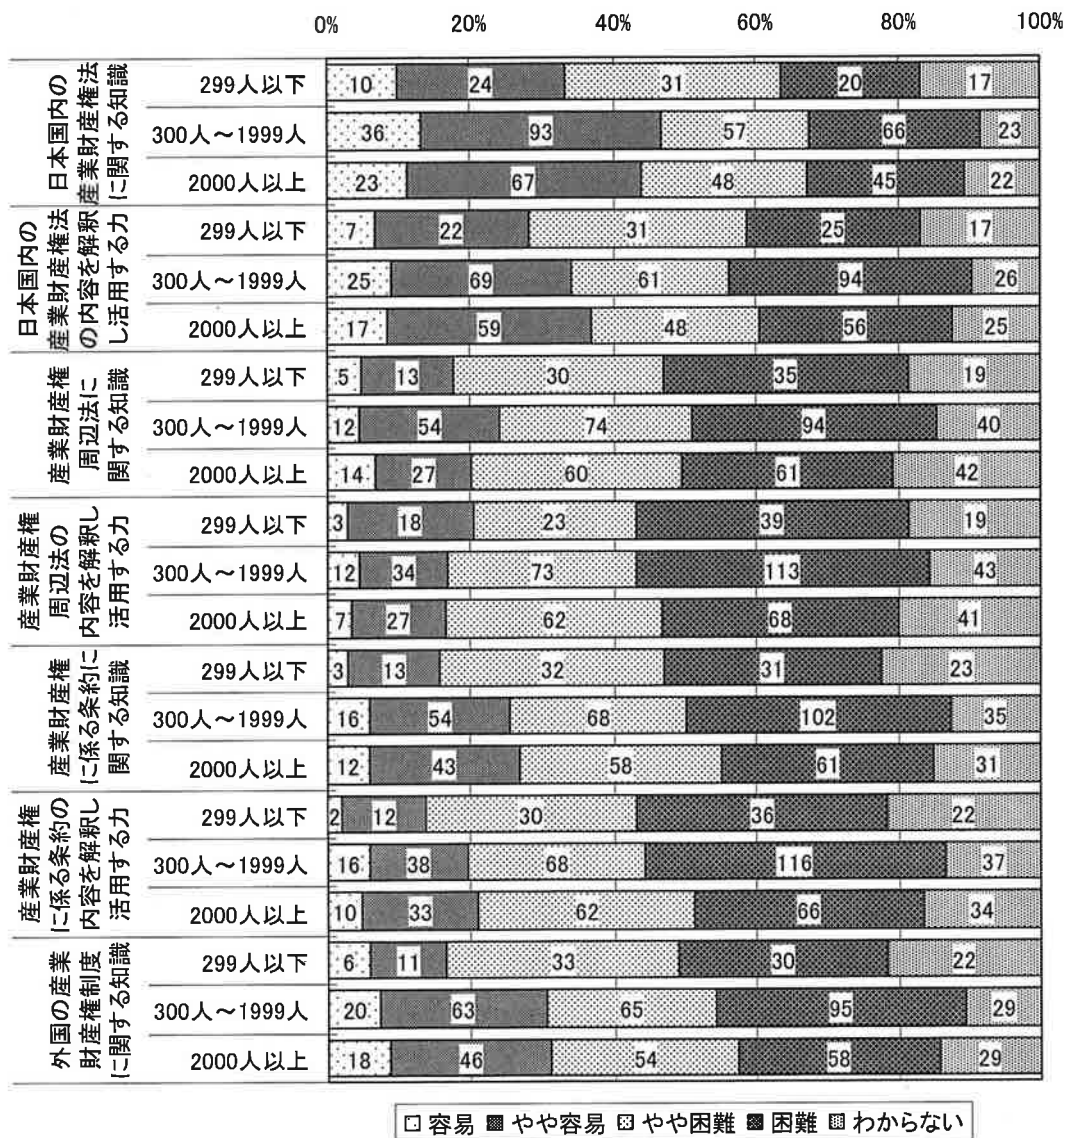 0% 20% 40% 60% 80% 100%
日本国内の
産業財産権法
に関する知識
299人以下 10 24 31 20 17
300人～1999人 36 93 57 66 23
2000人以上 23 67 48 45 22
日本国内の
産業財産権法
の内容を解釈
し活用する力
299人以下 7 22 31 25 17
300人～1999人 25 69 61 94 26
2000人以上 17 59 48 56 25
産業財産権
周辺法に
関する知識
299人以下 5 13 30 35 19
300人～1999人 12 54 74 94 40
2000人以上 14 27 60 61 42
産業財産権
周辺法の
内容を解釈し
活用する力
299人以下 3 18 23 39 19
300人～1999人 12 34 73 113 43
2000人以上 7 27 62 68 41
産業財産権
に係る条約に
関する知識
299人以下 3 13 32 31 23
300人～1999人 16 54 68 102 35
2000人以上 12 43 58 61 31
産業財産権
に係る条約の
内容を解釈し
活用する力
299人以下 2 12 30 36 22
300人～1999人 16 38 68 116 37
2000人以上 10 33 62 66 34
外国の産業
財産権制度
に関する知識
299人以下 6 11 33 30 22
300人～1999人 20 63 65 95 29
2000人以上 18 46 54 58 29
容易 やや容易 やや困難 困難 わからない